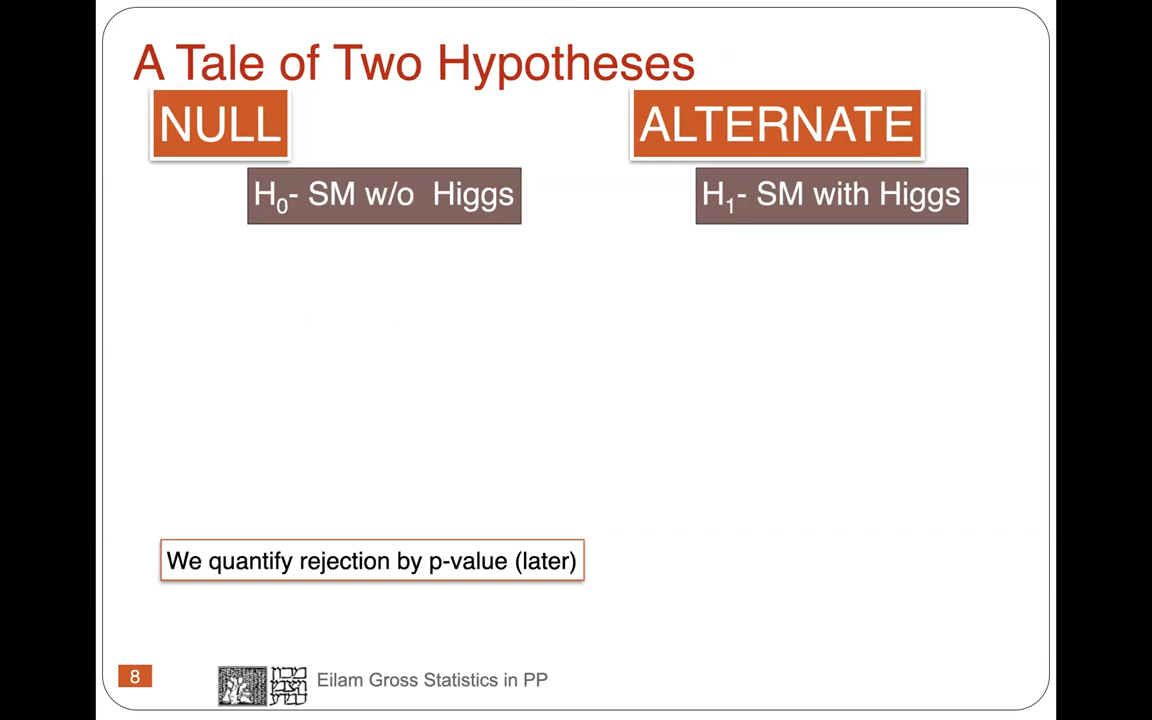 A Tale of Two Hypotheses
NULL
ALTERNATE
H₀- SM w/o Higgs
H₁- SM with Higgs
We quantify rejection by p-value (later)
8
Eilam Gross Statistics in PP